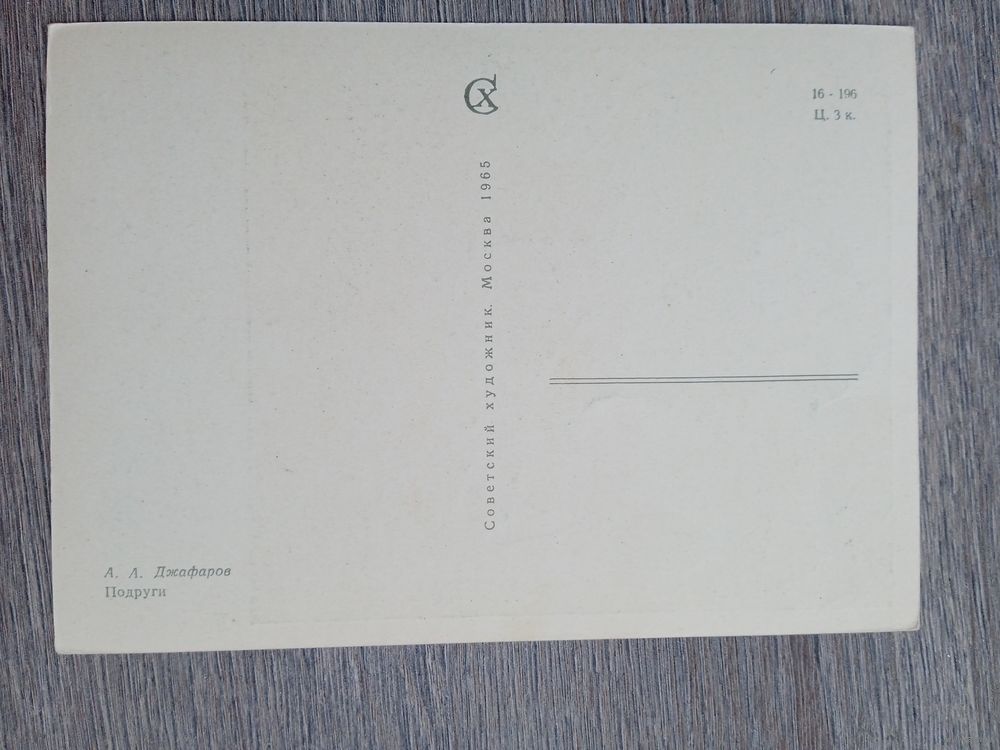 СХ
16 - 196
Ц. 3 к.
Советский художник. Москва 1965
А. А. Джафаров
Подруги